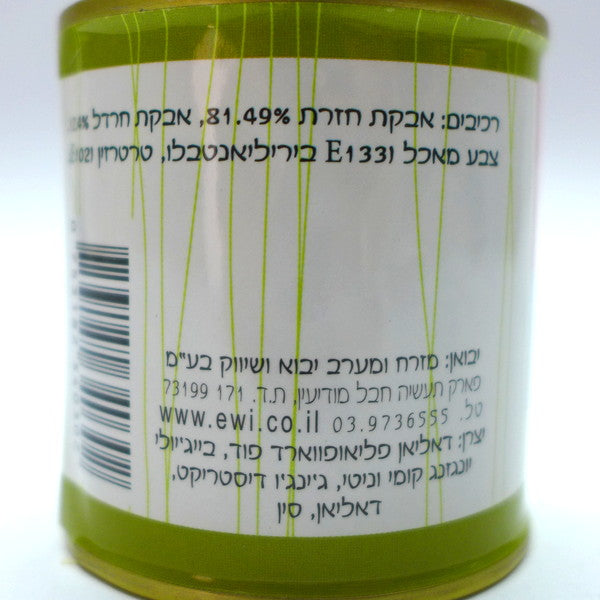 רכיבים: אבקת חזרת 81.49%, אבקת חרדל
צבע מאכל E133 בריליאנטבלו, טרטרזין
יבואן: מזרח ומערב יבוא ושיווק בע"מ
פארק תעשיה חבל מודיעין, ת.ד. 171 73199
טל. 03.9736555 www.ewi.co.il
יצרן: דאליאן פליאופווארד פוד, בייג'יולי
יונגזנג קומי וניטי, ג'ינג'ו דיסטריקט,
דאליאן, סין